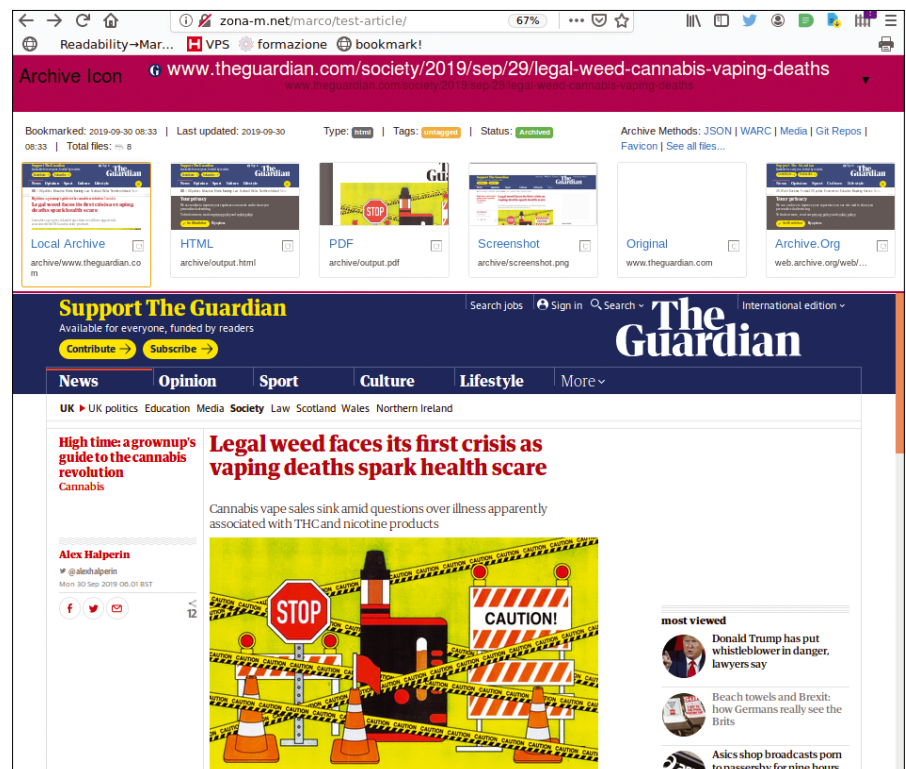 zona-m.net/marco/test-article/
67%
Readability→Mar...
VPS
formazione
bookmark!
Archive Icon
www.theguardian.com/society/2019/sep/29/legal-weed-cannabis-vaping-deaths
www.theguardian.com/society/2019/sep/29/legal-weed-cannabis-vaping-deaths
Bookmarked: 2019-09-30 08:33 | Last updated: 2019-09-30
08:33 | Total files: 8
Type: html | Tags: untagged | Status: Archived
Archive Methods: JSON | WARC | Media | Git Repos |
Favicon | See all files...
Local Archive
archive/www.theguardian.co
m
HTML
archive/output.html
PDF
archive/output.pdf
Screenshot
archive/screenshot.png
Original
www.theguardian.com
Archive.Org
web.archive.org/web/...
Support The Guardian
Available for everyone, funded by readers
Contribute →
Subscribe →
Search jobs
Sign in
Search
International edition
The
Guardian
News
Opinion
Sport
Culture
Lifestyle
More
UK UK politics Education Media Society Law Scotland Wales Northern Ireland
High time: a grownup's
guide to the cannabis
revolution
Cannabis
Legal weed faces its first crisis as
vaping deaths spark health scare
Cannabis vape sales sink amid questions over illness apparently
associated with THC and nicotine products
Alex Halperin
@alexhalperin
Mon 30 Sep 2019 06.01 BST
12
STOP
CAUTION!
CAUTION CAUTION CAUTION CAUTION
most viewed
Donald Trump has put
whistleblower in danger,
lawyers say
Beach towels and Brexit:
how Germans really see the
Brits
Asics shop broadcasts porn
to passersby for nine hours